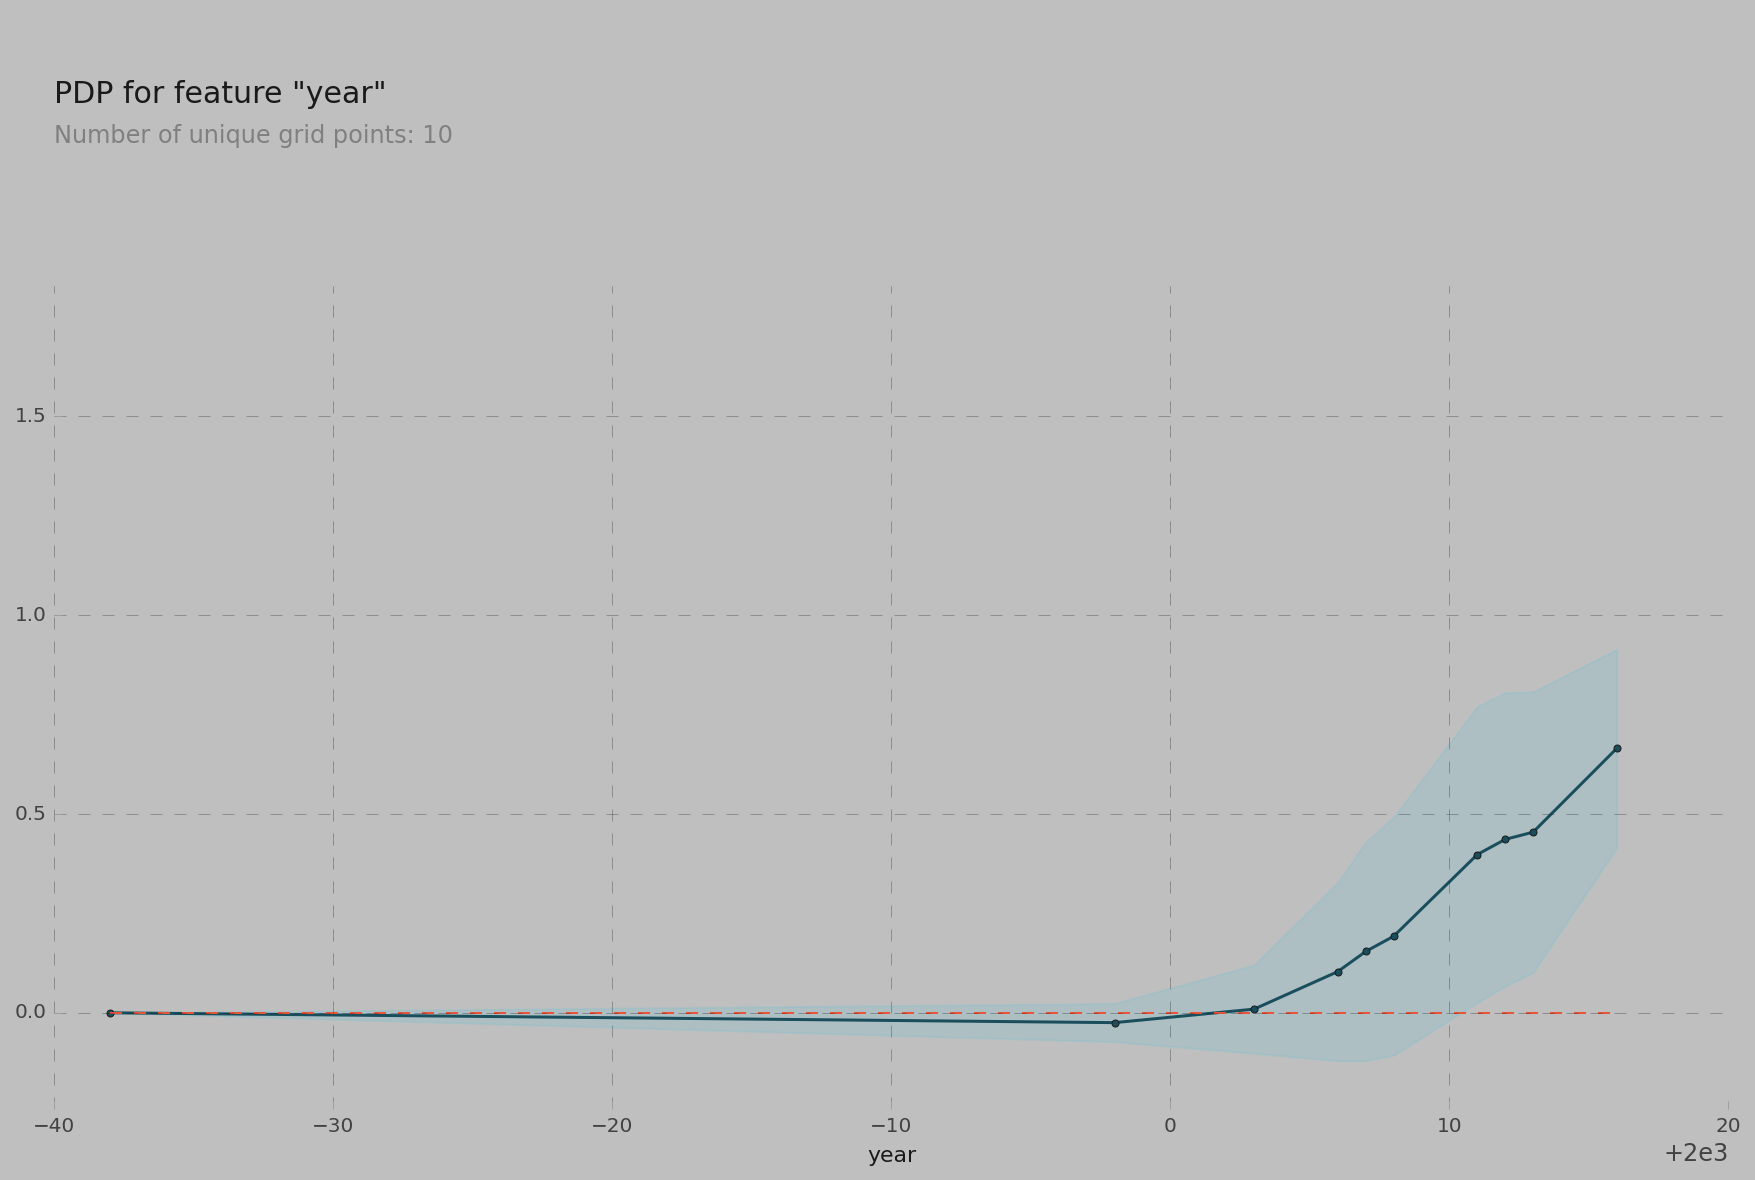 PDP for feature "year"
Number of unique grid points: 10
1.5
1.0
0.5
0.0
−40 −30 −20 −10 0 10 20
year
+2e3